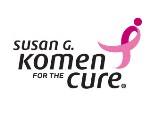 SUSAN G.
Komen
FOR THE
Cure®